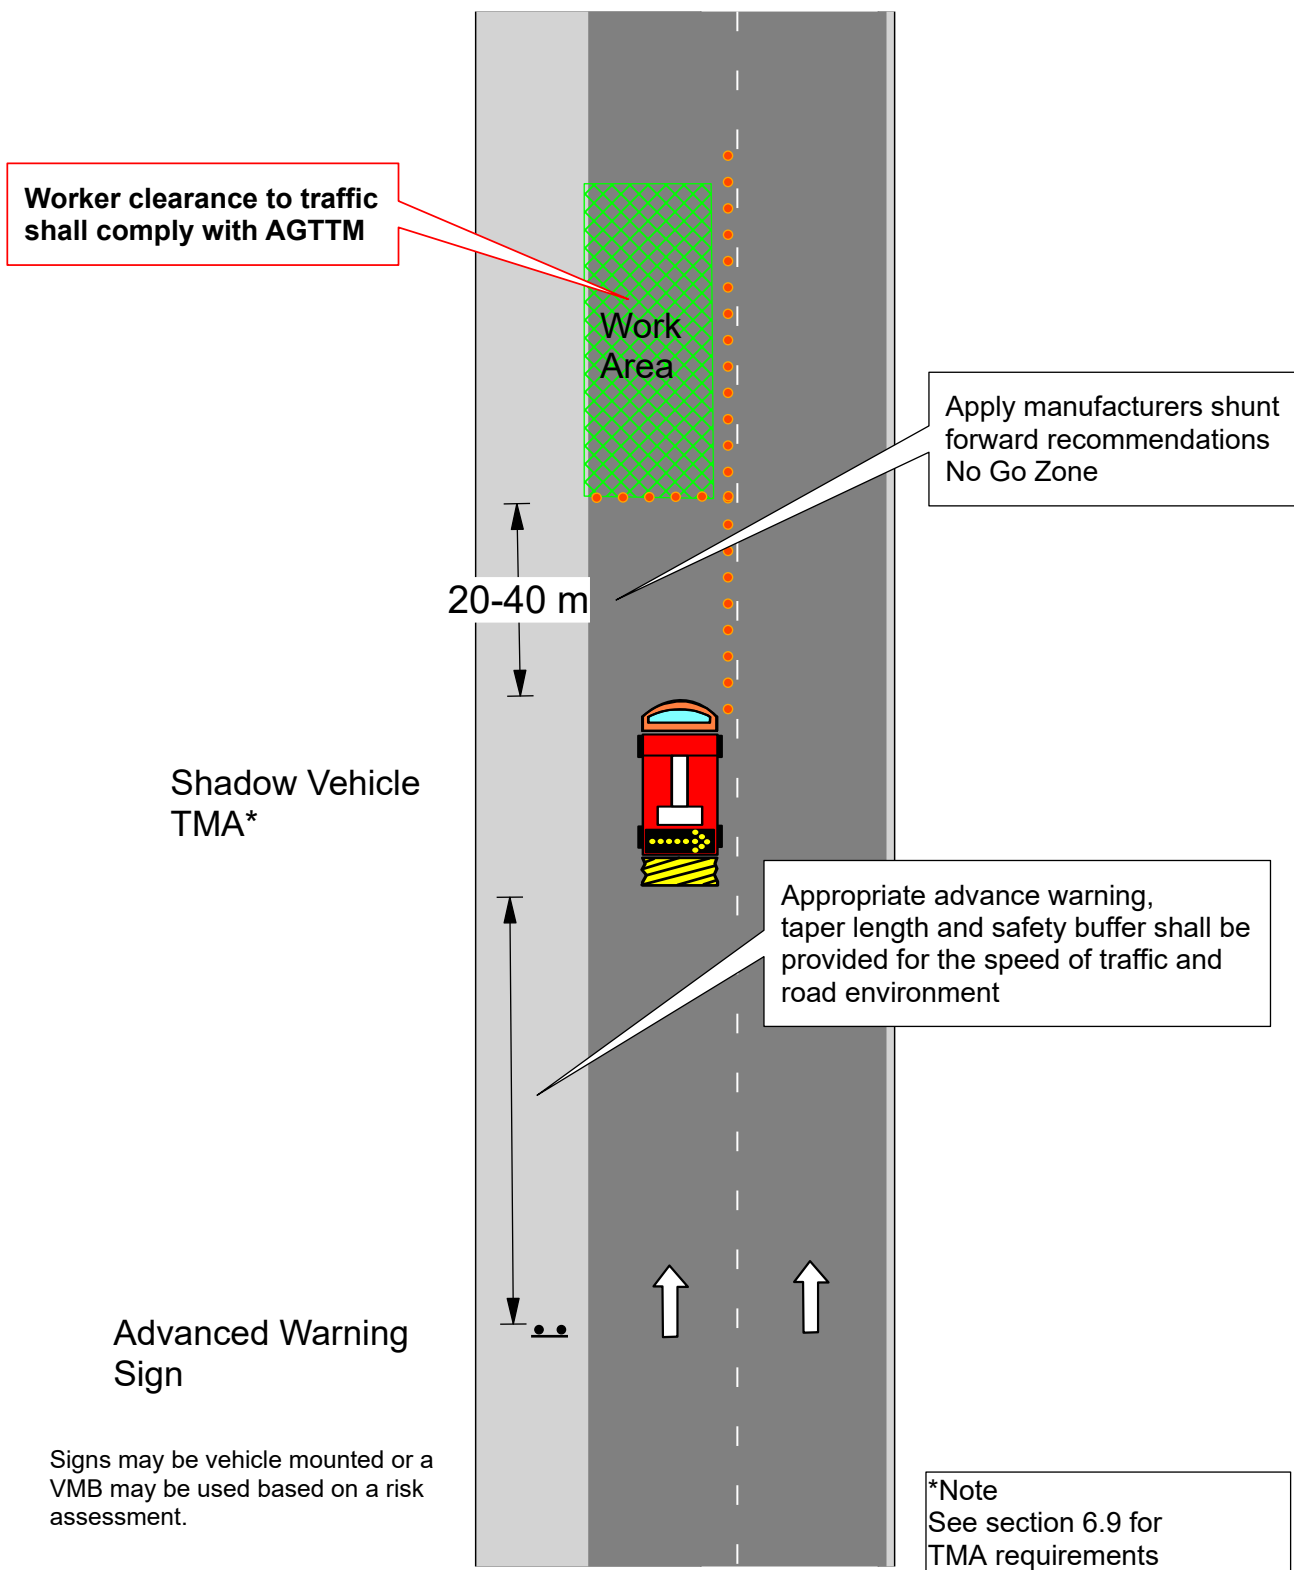 Worker clearance to traffic
shall comply with AGTTM
Work
Area
Apply manufacturers shunt
forward recommendations
No Go Zone
20-40 m
Shadow Vehicle
TMA*
Appropriate advance warning,
taper length and safety buffer shall be
provided for the speed of traffic and
road environment
Advanced Warning
Sign
Signs may be vehicle mounted or a
VMB may be used based on a risk
assessment.
*Note
See section 6.9 for
TMA requirements